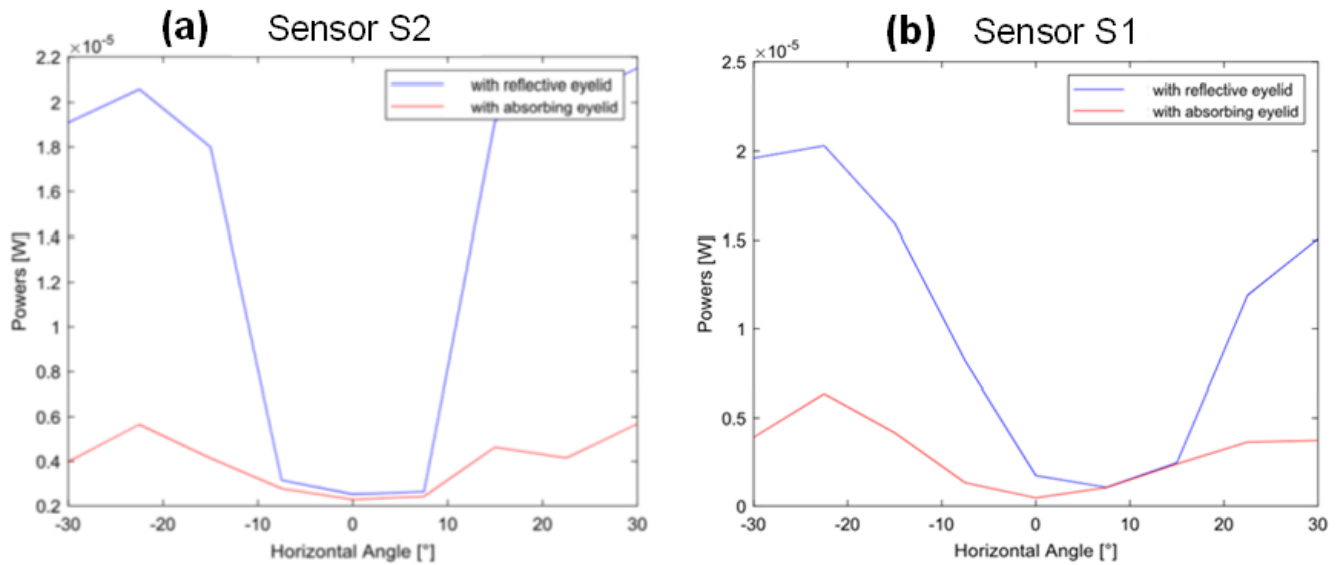 (a) Sensor S2
×10⁻⁵
2.2
2
1.8
1.6
1.4
1.2
1
0.8
0.6
0.4
0.2
Powers [W]
with reflective eyelid
with absorbing eyelid
-30 -20 -10 0 10 20 30
Horizontal Angle [°]
(b) Sensor S1
×10⁻⁵
2.5
2
1.5
1
0.5
0
Powers [W]
with reflective eyelid
with absorbing eyelid
-30 -20 -10 0 10 20 30
Horizontal Angle [°]